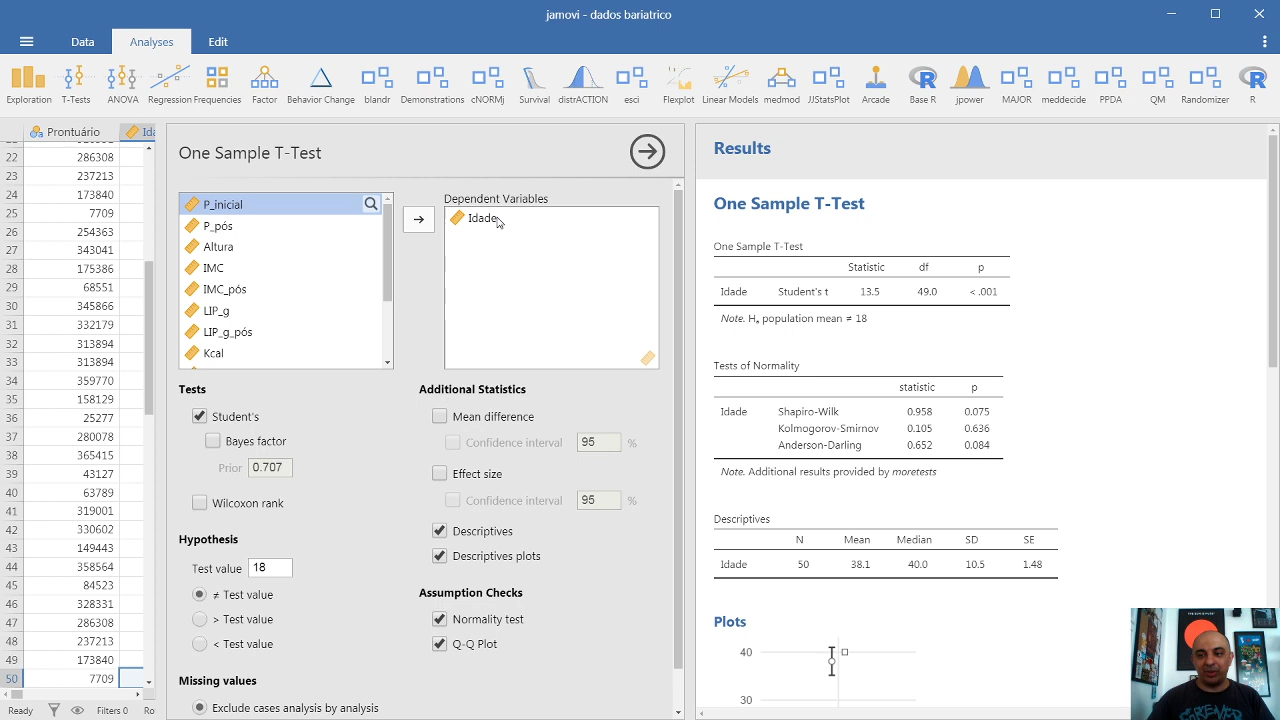 jamovi - dados bariatrico
Data Analyses Edit
Exploration T-Tests ANOVA Regression Frequencies Factor Behavior Change blandr Demonstrations cNORMj Survival distrACTION esci Flexplot Linear Models medmod JJStatsPlot Arcade Base R jpower MAJOR meddecide PPDA QM Randomizer R
Prontuário Ida
22 286308
23 237213
24 173840
25 7709
26 254363
27 343041
28 175386
29 68551
30 345866
31 332179
32 313894
33 313894
34 359770
35 158129
36 25277
37 280078
38 365415
39 43127
40 63789
41 319001
42 330602
43 149443
44 358564
45 84523
46 328331
47 286308
48 237213
49 173840
50 7709
Ready Filters 0 Ro
One Sample T-Test
P_inicial
P_pós
Altura
IMC
IMC_pós
LIP_g
LIP_g_pós
Kcal
Dependent Variables
Idade
Tests
Student's
Bayes factor
Prior 0.707
Wilcoxon rank
Hypothesis
Test value 18
≠ Test value
> Test value
< Test value
Missing values
Exclude cases analysis by analysis
Additional Statistics
Mean difference
Confidence interval 95 %
Effect size
Confidence interval 95 %
Descriptives
Descriptives plots
Assumption Checks
Normality test
Q-Q Plot
Results
One Sample T-Test
One Sample T-Test
Statistic df p
Idade Student's t 13.5 49.0 < .001
Note. Hₐ population mean ≠ 18
Tests of Normality
statistic p
Idade Shapiro-Wilk 0.958 0.075
Kolmogorov-Smirnov 0.105 0.636
Anderson-Darling 0.652 0.084
Note. Additional results provided by moretests
Descriptives
N Mean Median SD SE
Idade 50 38.1 40.0 10.5 1.48
Plots
40
30